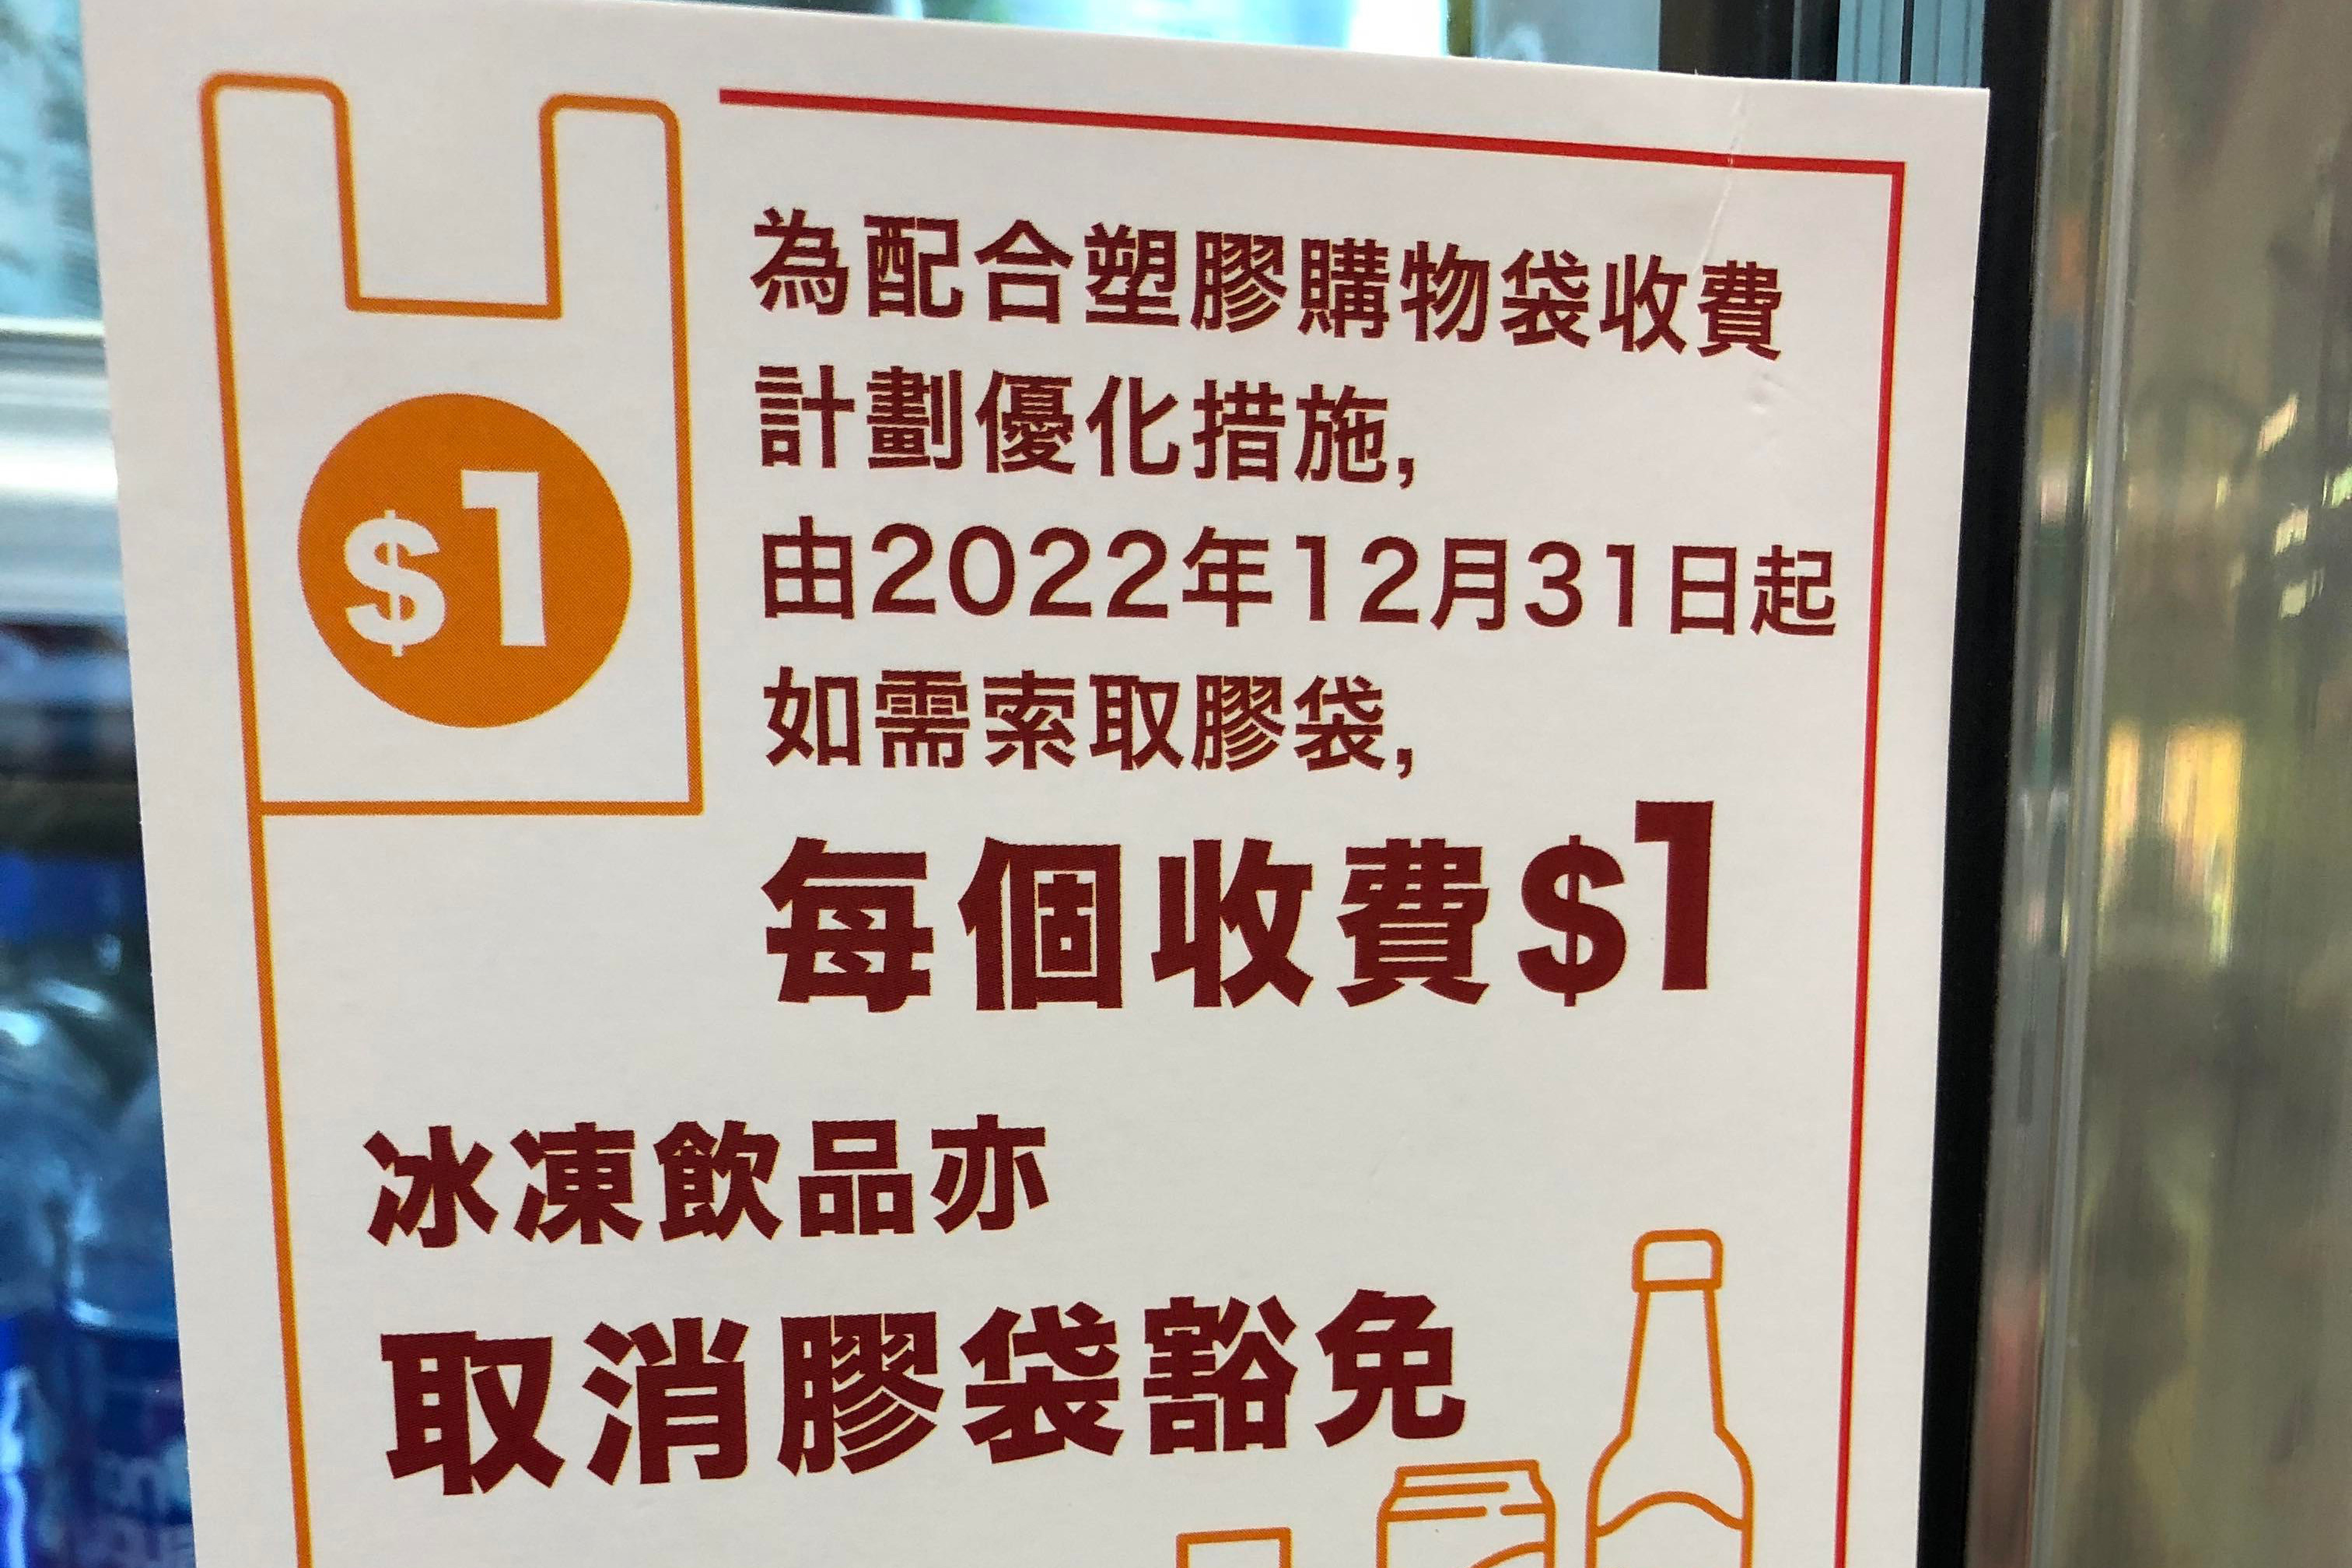 $1
為配合塑膠購物袋收費
計劃優化措施,
由2022年12月31日起
如需索取膠袋,
每個收費$1
冰凍飲品亦
取消膠袋豁免